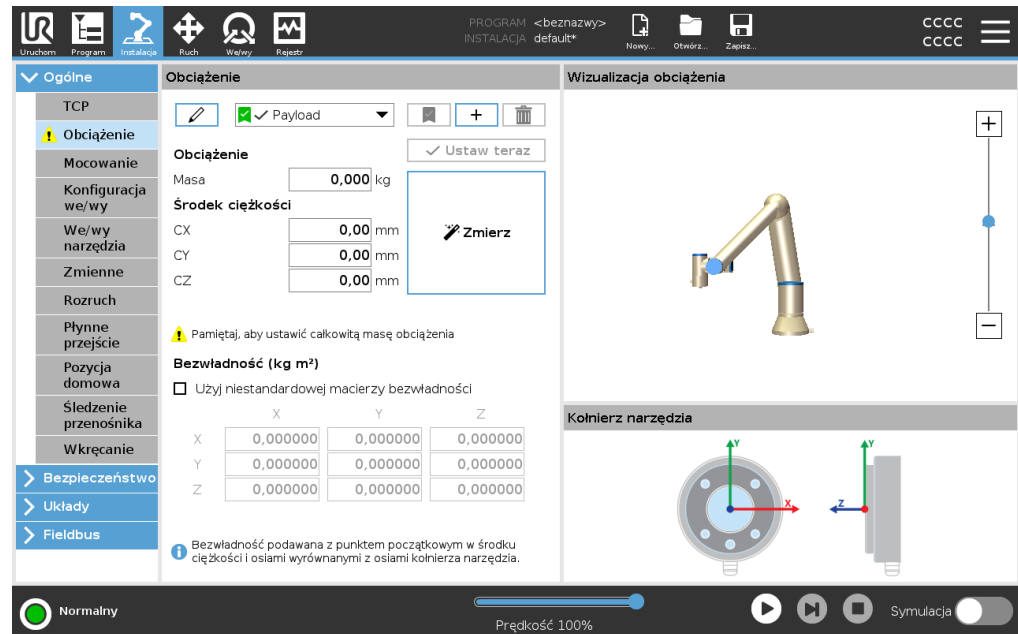 UR
Uruchom
Program
Instalacja
Ruch
We/wy
Rejestr
PROGRAM <beznazwy>
INSTALACJA default*
Nowy...
Otwórz...
Zapisz...
CCCC
CCCC
Ogólne
TCP
Obciążenie
Mocowanie
Konfiguracja
we/wy
We/wy
narzędzia
Zmienne
Rozruch
Płynne
przejście
Pozycja
domowa
Śledzenie
przenośnika
Wkręcanie
Bezpieczeństwo
Układy
Fieldbus
Obciążenie
Payload
+
Obciążenie
Ustaw teraz
Masa 0,000 kg
Środek ciężkości
CX 0,00 mm
CY 0,00 mm
CZ 0,00 mm
Zmierz
Pamiętaj, aby ustawić całkowitą masę obciążenia
Bezwładność (kg m²)
Użyj niestandardowej macierzy bezwładności
X Y Z
X 0,000000 0,000000 0,000000
Y 0,000000 0,000000 0,000000
Z 0,000000 0,000000 0,000000
Bezwładność podawana z punktem początkowym w środku
ciężkości i osiami wyrównanymi z osiami kołnierza narzędzia.
Wizualizacja obciążenia
+
−
Kołnierz narzędzia
Y
X
Y
Z
Normalny
Prędkość 100%
Symulacja